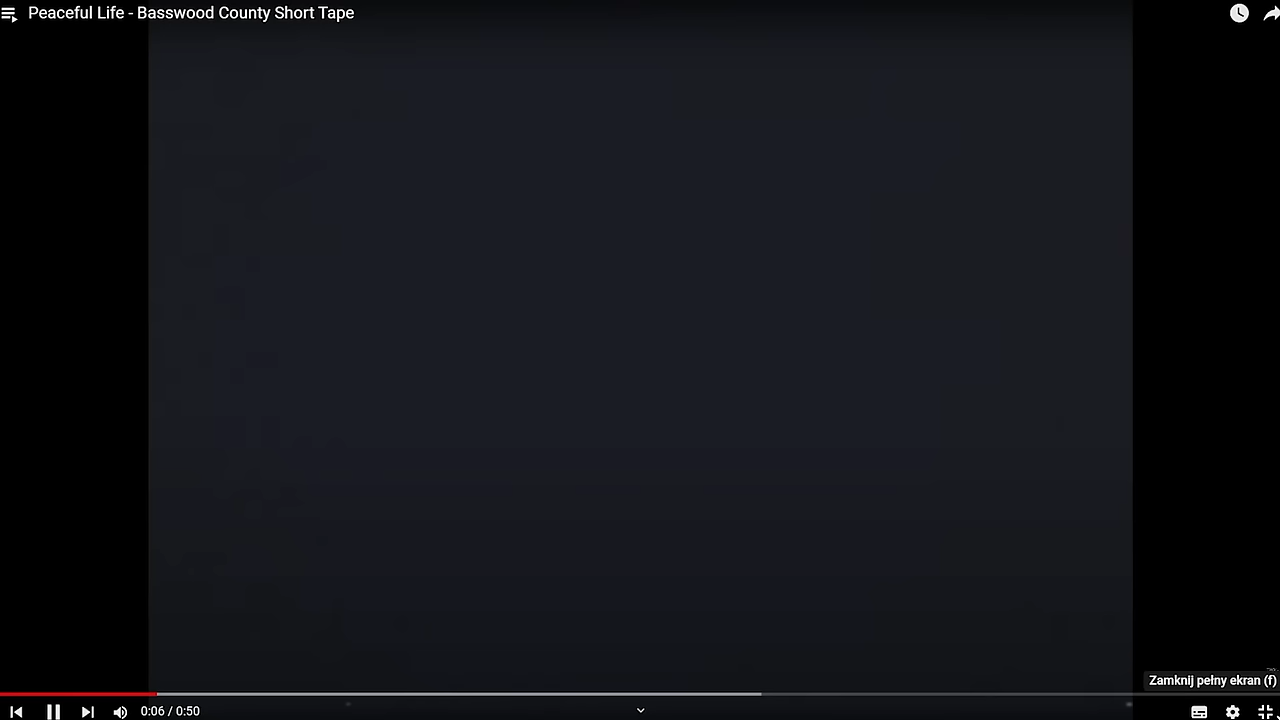 Peaceful Life - Basswood County Short Tape
Zamknij pełny ekran (f)
0:06 / 0:50